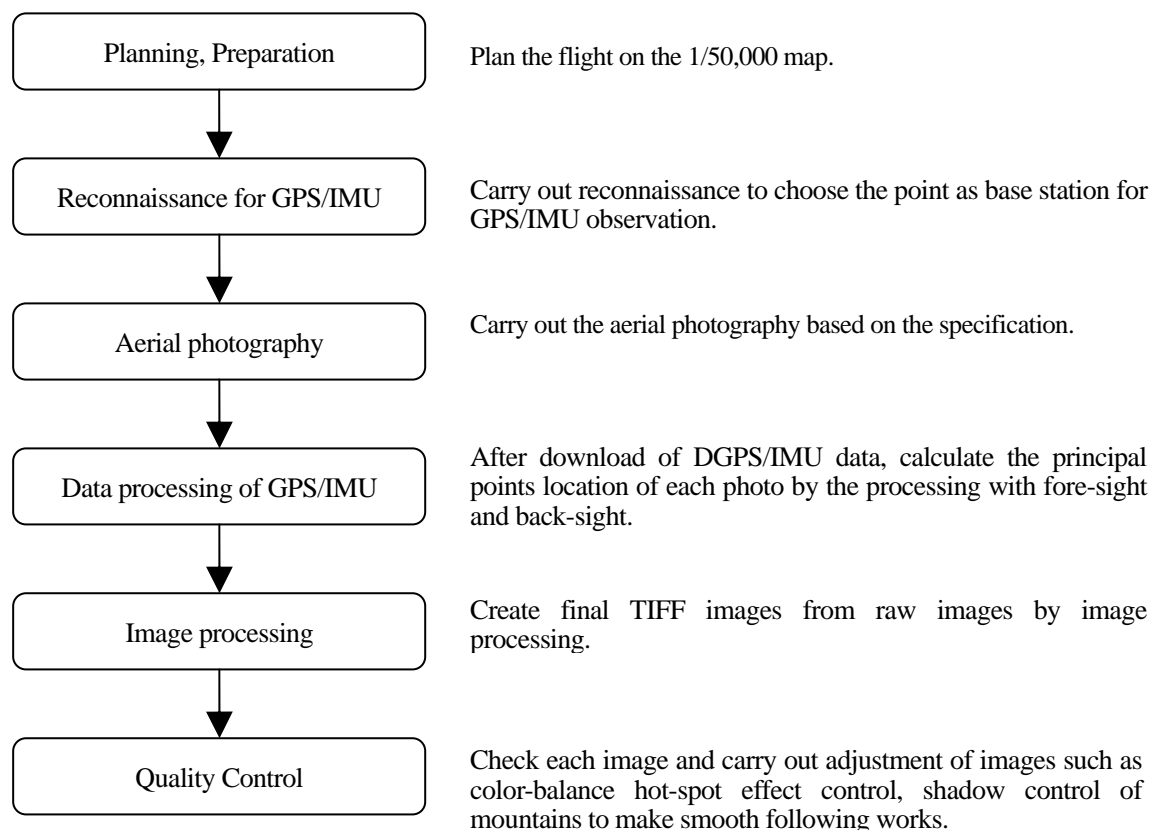 Planning, Preparation
Plan the flight on the 1/50,000 map.
Reconnaissance for GPS/IMU
Carry out reconnaissance to choose the point as base station for
GPS/IMU observation.
Aerial photography
Carry out the aerial photography based on the specification.
Data processing of GPS/IMU
After download of DGPS/IMU data, calculate the principal
points location of each photo by the processing with fore-sight
and back-sight.
Image processing
Create final TIFF images from raw images by image
processing.
Quality Control
Check each image and carry out adjustment of images such as
color-balance hot-spot effect control, shadow control of
mountains to make smooth following works.